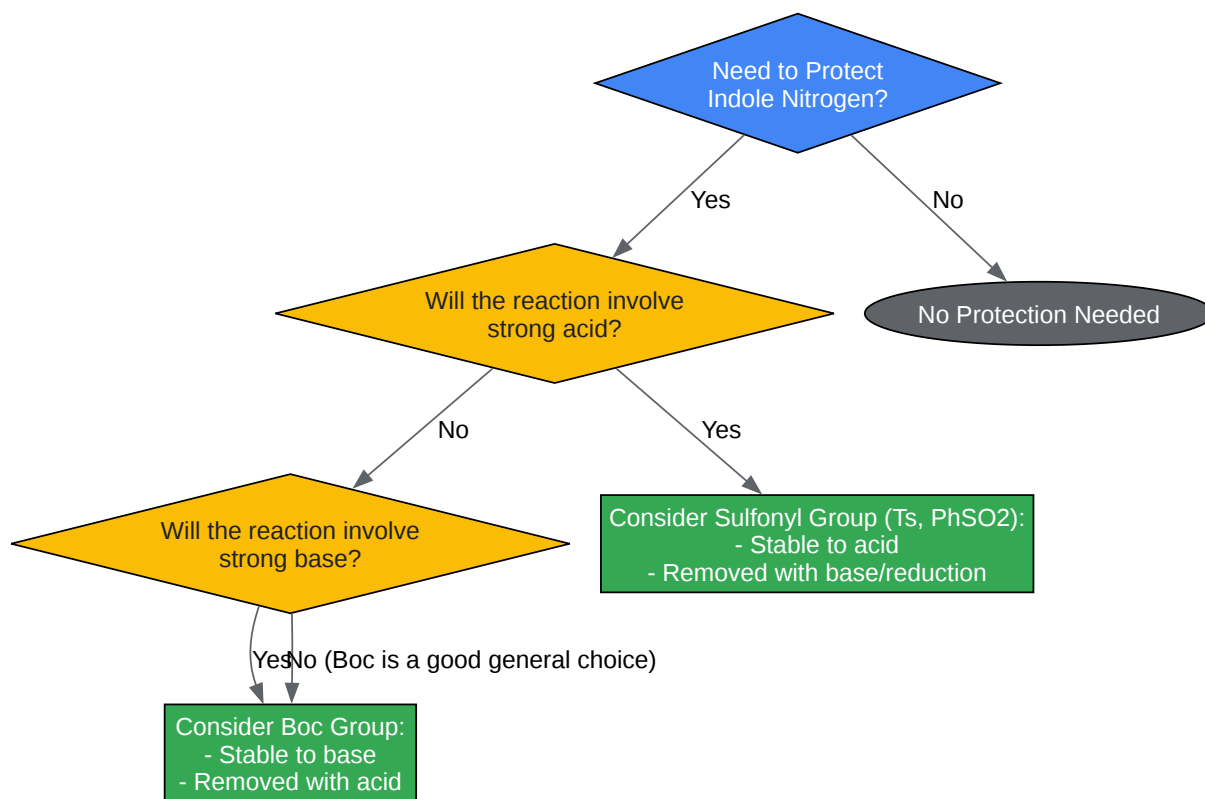 Need to Protect
Indole Nitrogen?
Yes
No
Will the reaction involve
strong acid?
No Protection Needed
No
Yes
Will the reaction involve
strong base?
Consider Sulfonyl Group (Ts, PhSO2):
- Stable to acid
- Removed with base/reduction
Yes
No (Boc is a good general choice)
Consider Boc Group:
- Stable to base
- Removed with acid